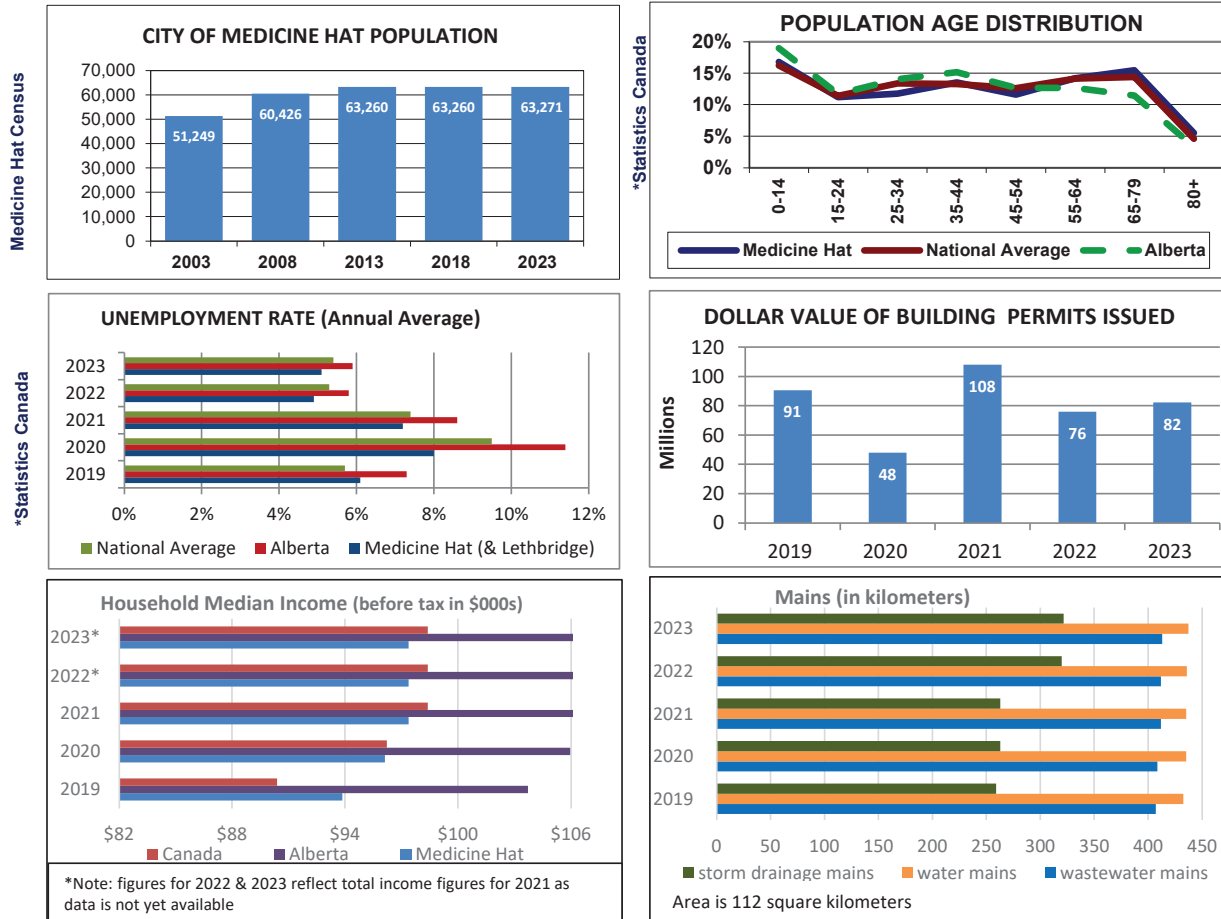 CITY OF MEDICINE HAT POPULATION
Medicine Hat Census
70,000
60,000
50,000
40,000
30,000
20,000
10,000
0
51,249
60,426
63,260
63,260
63,271
2003 2008 2013 2018 2023
POPULATION AGE DISTRIBUTION
*Statistics Canada
20%
15%
10%
5%
0%
0-14
15-24
25-34
35-44
45-54
55-64
65-79
80+
Medicine Hat National Average Alberta
UNEMPLOYMENT RATE (Annual Average)
*Statistics Canada
2023
2022
2021
2020
2019
0% 2% 4% 6% 8% 10% 12%
National Average Alberta Medicine Hat (& Lethbridge)
DOLLAR VALUE OF BUILDING PERMITS ISSUED
Millions
120
100
80
60
40
20
0
91
48
108
76
82
2019 2020 2021 2022 2023
Household Median Income (before tax in $000s)
2023*
2022*
2021
2020
2019
$82 $88 $94 $100 $106
Canada Alberta Medicine Hat
*Note: figures for 2022 & 2023 reflect total income figures for 2021 as
data is not yet available
Mains (in kilometers)
2023
2022
2021
2020
2019
0 50 100 150 200 250 300 350 400 450
storm drainage mains water mains wastewater mains
Area is 112 square kilometers